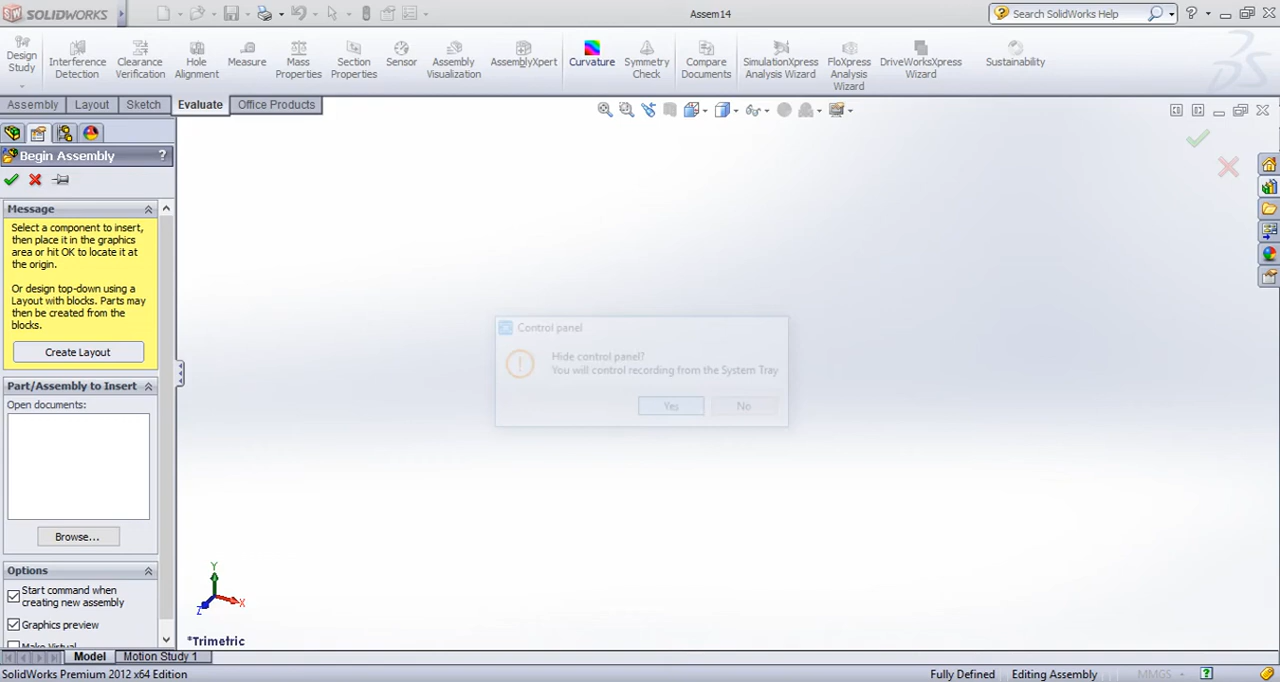 SOLIDWORKS
Assem14
Search SolidWorks Help
Design Study
Interference Detection
Clearance Verification
Hole Alignment
Measure
Mass Properties
Section Properties
Sensor
Assembly Visualization
AssemblyXpert
Curvature
Symmetry Check
Compare Documents
SimulationXpress Analysis Wizard
FloXpress Analysis Wizard
DriveWorksXpress Wizard
Sustainability
Assembly
Layout
Sketch
Evaluate
Office Products
Begin Assembly
?
Message
Select a component to insert,
then place it in the graphics
area or hit OK to locate it at
the origin.
Or design top-down using a
Layout with blocks. Parts may
then be created from the
blocks.
Create Layout
Part/Assembly to Insert
Open documents:
Browse...
Options
Start command when
creating new assembly
Graphics preview
Make Virtual
Control panel
Hide control panel?
You will control recording from the System Tray
Yes
No
Y
X
Z
*Trimetric
Model
Motion Study 1
SolidWorks Premium 2012 x64 Edition
Fully Defined
Editing Assembly
MMGS